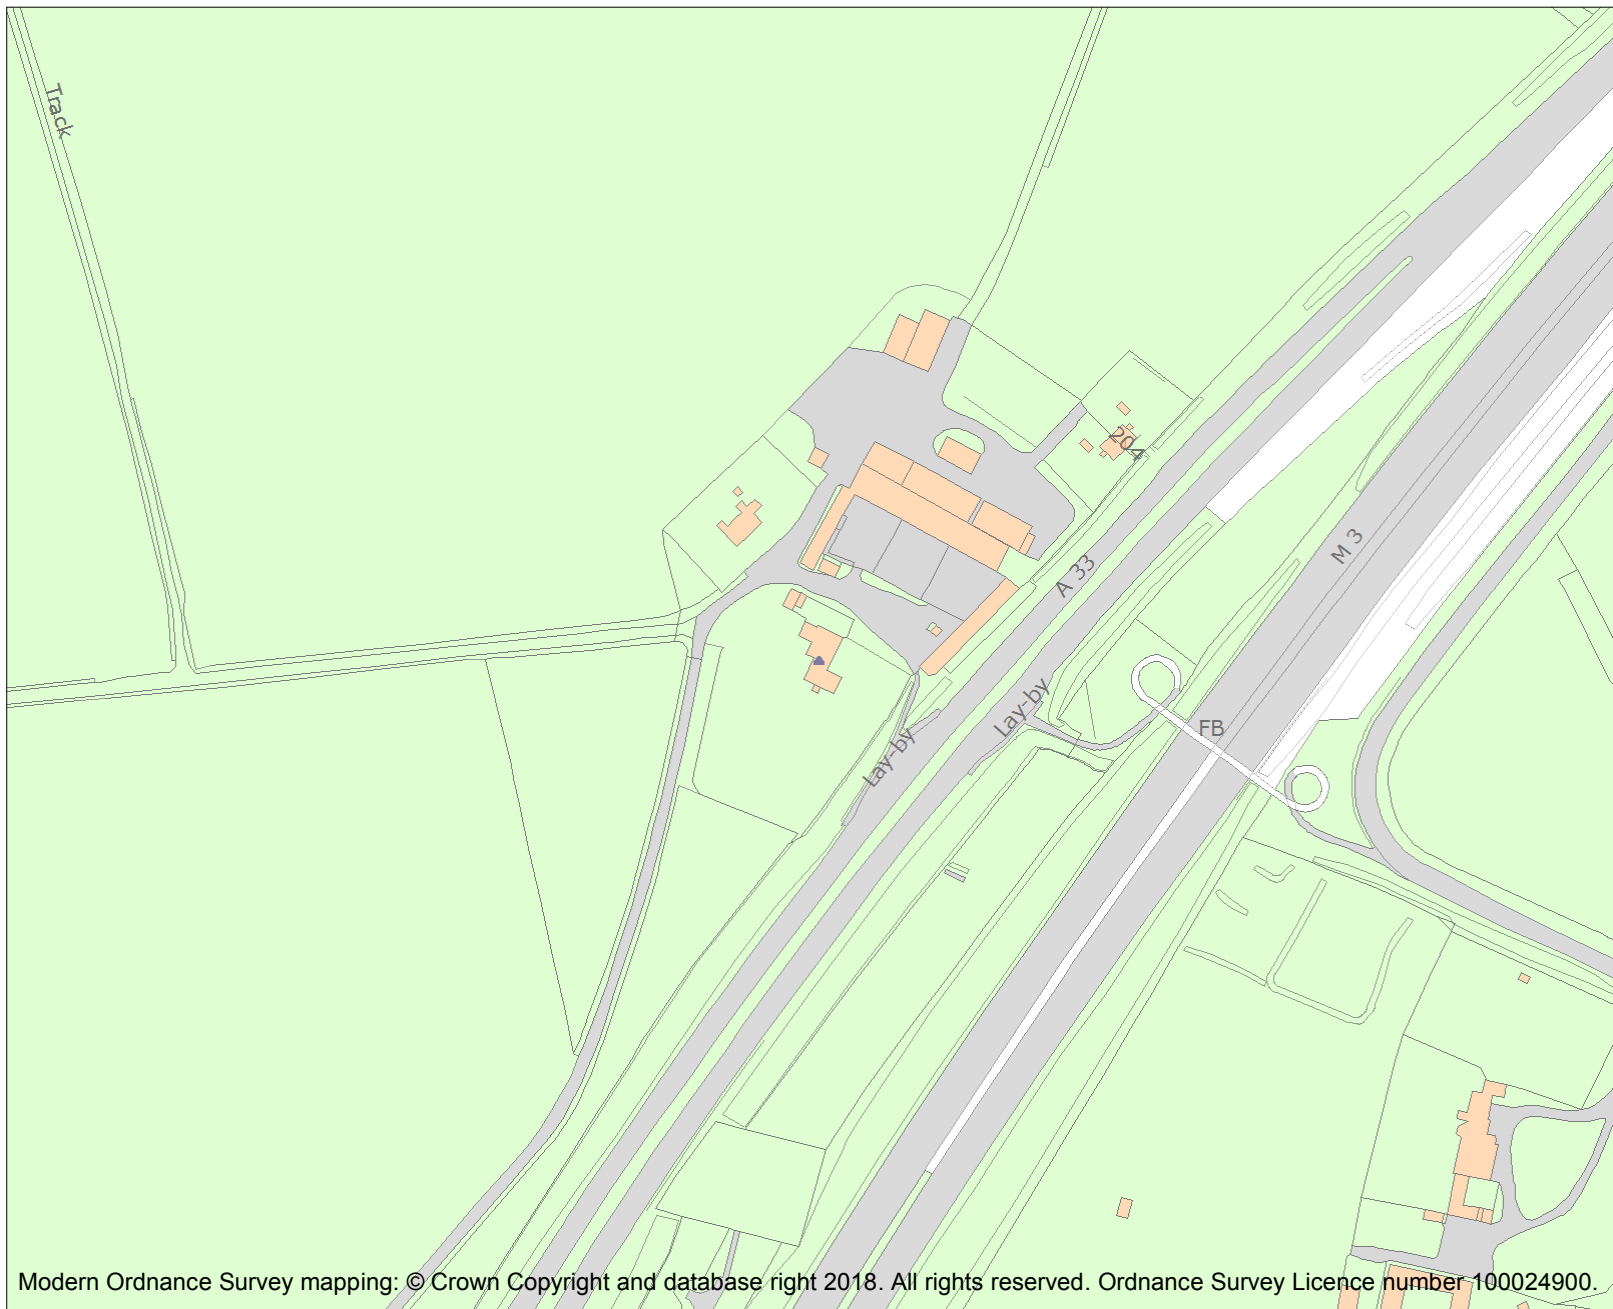 Track
204
A 33
M 3
Lay-by
Lay-by
FB
Modern Ordnance Survey mapping: © Crown Copyright and database right 2018. All rights reserved. Ordnance Survey Licence number 100024900.